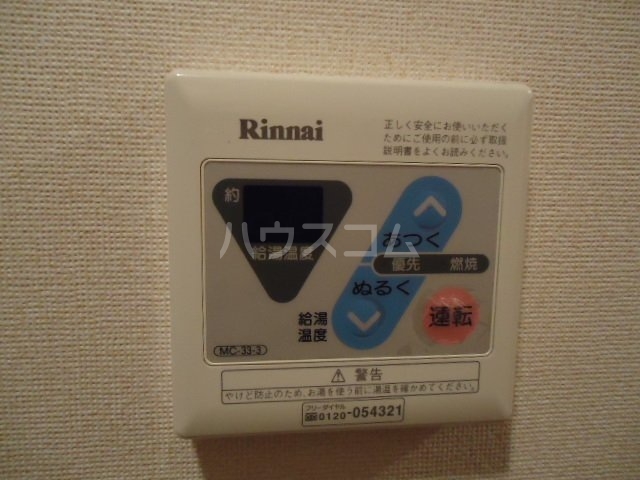 Rinnai
正しく安全にお使いいただく
ためにご使用の前に必ず取扱
説明書をよくお読みください。
約
給湯温度
あつく
優先 燃焼
ぬるく
給湯
温度
運転
MC-33-3
ハウスコム
⚠ 警告
やけど防止のため、お湯を使う前に湯温を確かめてください。
フリーダイヤル
0120-054321